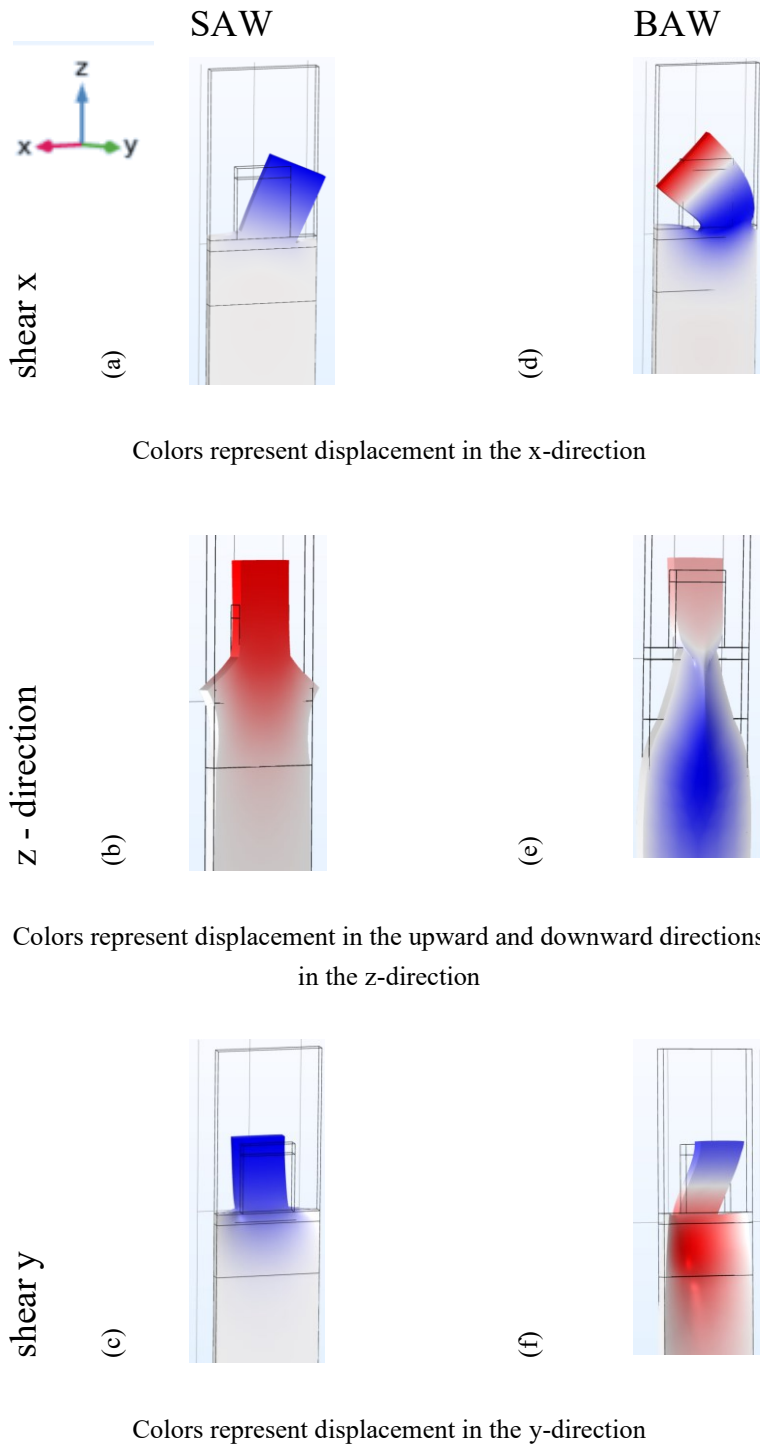 SAW BAW
z
x y
shear x
(a) (d)
Colors represent displacement in the x-direction
z - direction
(b) (e)
Colors represent displacement in the upward and downward directions
in the z-direction
shear y
(c) (f)
Colors represent displacement in the y-direction